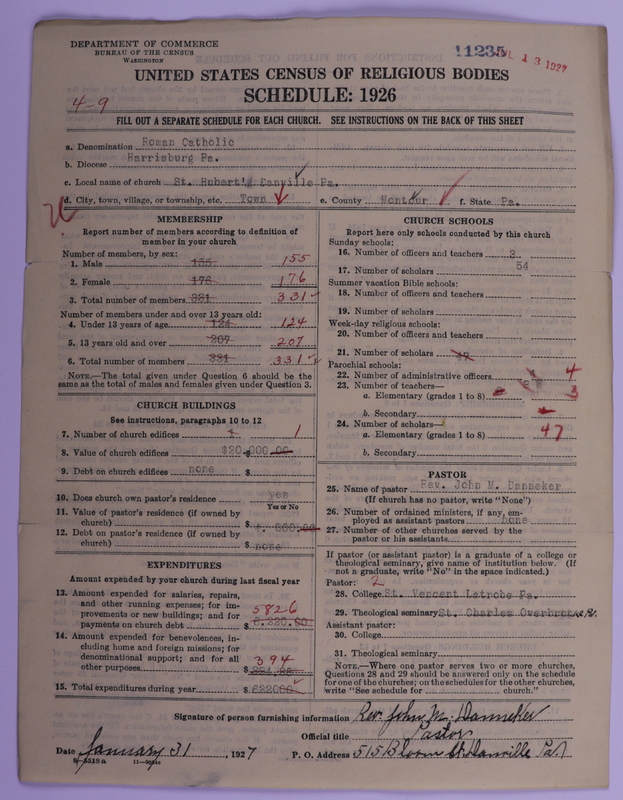 DEPARTMENT OF COMMERCE
BUREAU OF THE CENSUS
WASHINGTON
11235
JUL 13 1927
UNITED STATES CENSUS OF RELIGIOUS BODIES
SCHEDULE: 1926
4-9
FILL OUT A SEPARATE SCHEDULE FOR EACH CHURCH. SEE INSTRUCTIONS ON THE BACK OF THIS SHEET
a. Denomination Roman Catholic
b. Diocese Harrisburg Pa.
c. Local name of church St. Hubert's Danville Pa.
d. City, town, village, or township, etc. Town e. County Montour f. State Pa.
MEMBERSHIP
Report number of members according to definition of
member in your church
Number of members, by sex:
1. Male 155 155
2. Female 176 176
3. Total number of members 331 331
Number of members under and over 13 years old:
4. Under 13 years of age 124 124
5. 13 years old and over 207 207
6. Total number of members 331 331
NOTE.—The total given under Question 6 should be the
same as the total of males and females given under Question 3.
CHURCH BUILDINGS
See instructions, paragraphs 10 to 12
7. Number of church edifices 1 1
8. Value of church edifices $20,000.00
9. Debt on church edifices none $
10. Does church own pastor's residence yes
Yes or No
11. Value of pastor's residence (if owned by
church) $
12. Debt on pastor's residence (if owned by
church) $ none
EXPENDITURES
Amount expended by your church during last fiscal year
13. Amount expended for salaries, repairs,
and other running expenses; for im-
provements or new buildings; and for
payments on church debt $ 5826
14. Amount expended for benevolences, in-
cluding home and foreign missions; for
denominational support; and for all
other purposes $ 394
15. Total expenditures during year $ 6220
CHURCH SCHOOLS
Report here only schools conducted by this church
Sunday schools:
16. Number of officers and teachers 3
17. Number of scholars 54
Summer vacation Bible schools:
18. Number of officers and teachers
19. Number of scholars
Week-day religious schools:
20. Number of officers and teachers
21. Number of scholars 47
Parochial schools:
22. Number of administrative officers 4
23. Number of teachers—
a. Elementary (grades 1 to 8) 3
b. Secondary
24. Number of scholars—
a. Elementary (grades 1 to 8) 47
b. Secondary
PASTOR
25. Name of pastor Rev. John M. Danneker
(If church has no pastor, write "None")
26. Number of ordained ministers, if any, em-
ployed as assistant pastors none
27. Number of other churches served by the
pastor or his assistants
If pastor (or assistant pastor) is a graduate of a college or
theological seminary, give name of institution below. (If
not a graduate, write "No" in the space indicated.)
Pastor: 2
28. College St. Vencent Latrobe Pa.
29. Theological seminary St. Charles Overbrook
Assistant pastor:
30. College
31. Theological seminary
NOTE.—Where one pastor serves two or more churches,
Questions 28 and 29 should be answered only on the schedule
for one of the churches; on the schedules for the other churches,
write "See schedule for church."
Signature of person furnishing information Rev. John M. Danneker
Official title Pastor
Date January 31, 1927 P. O. Address 515 Bloom St. Danville Pa.
8-5518 a